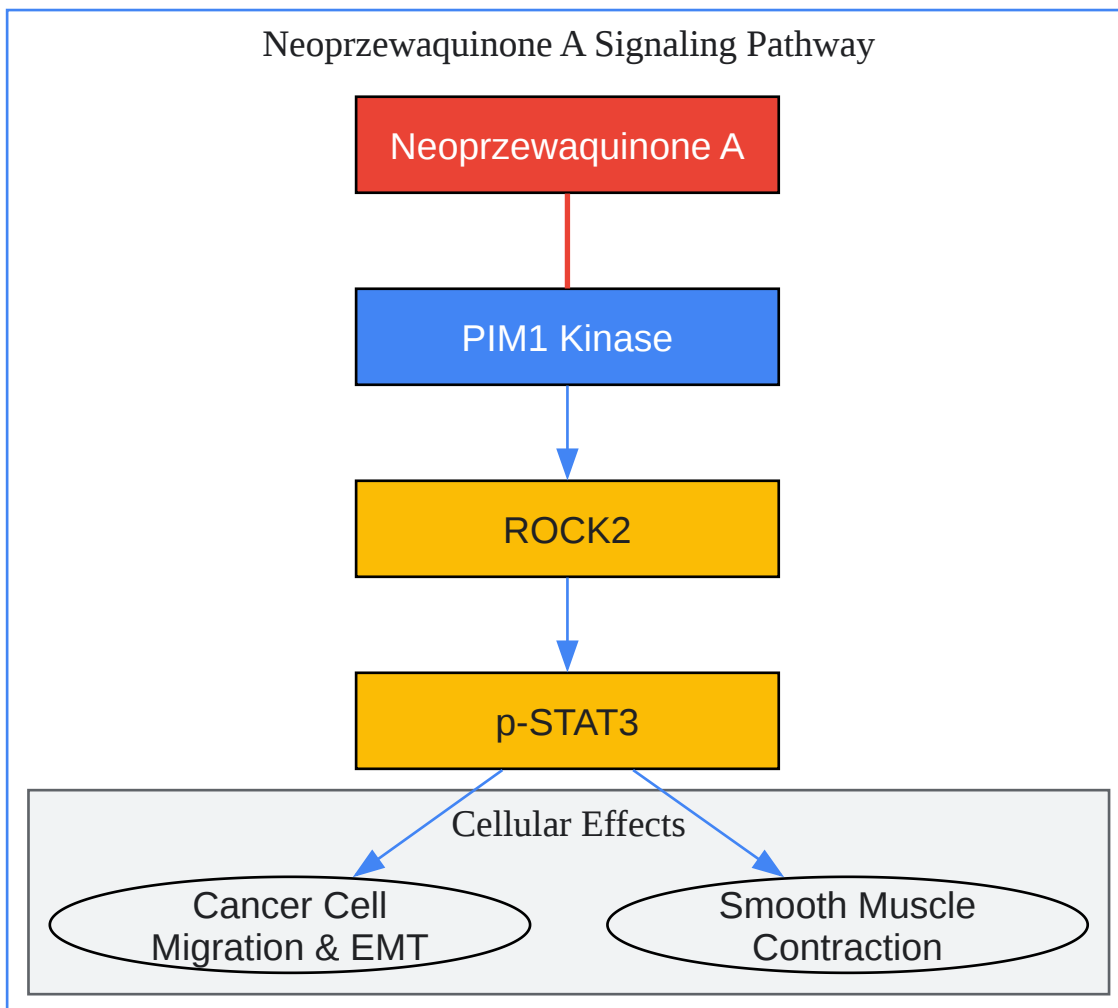 Neoprzewaquinone A Signaling Pathway
Neoprzewaquinone A
PIM1 Kinase
ROCK2
p-STAT3
Cellular Effects
Cancer Cell
Migration & EMT
Smooth Muscle
Contraction